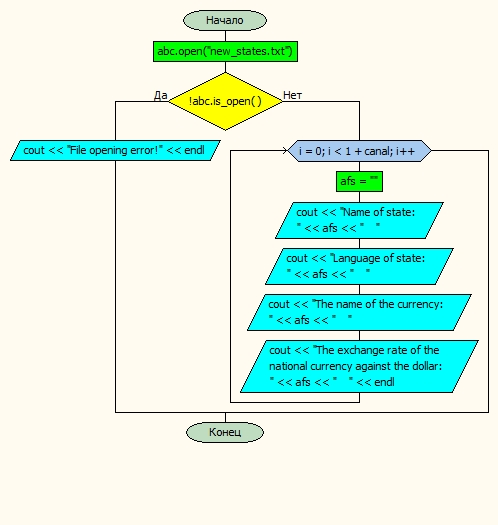 Начало
abc.open("new_states.txt")
!abc.is_open( )
Да
Нет
cout << "File opening error!" << endl
i = 0; i < 1 + canal; i++
afs = ""
cout << "Name of state:
" << afs << "    "
cout << "Language of state:
" << afs << "    "
cout << "The name of the currency:
" << afs << "    "
cout << "The exchange rate of the
national currency against the dollar:
" << afs << "    " << endl
Конец